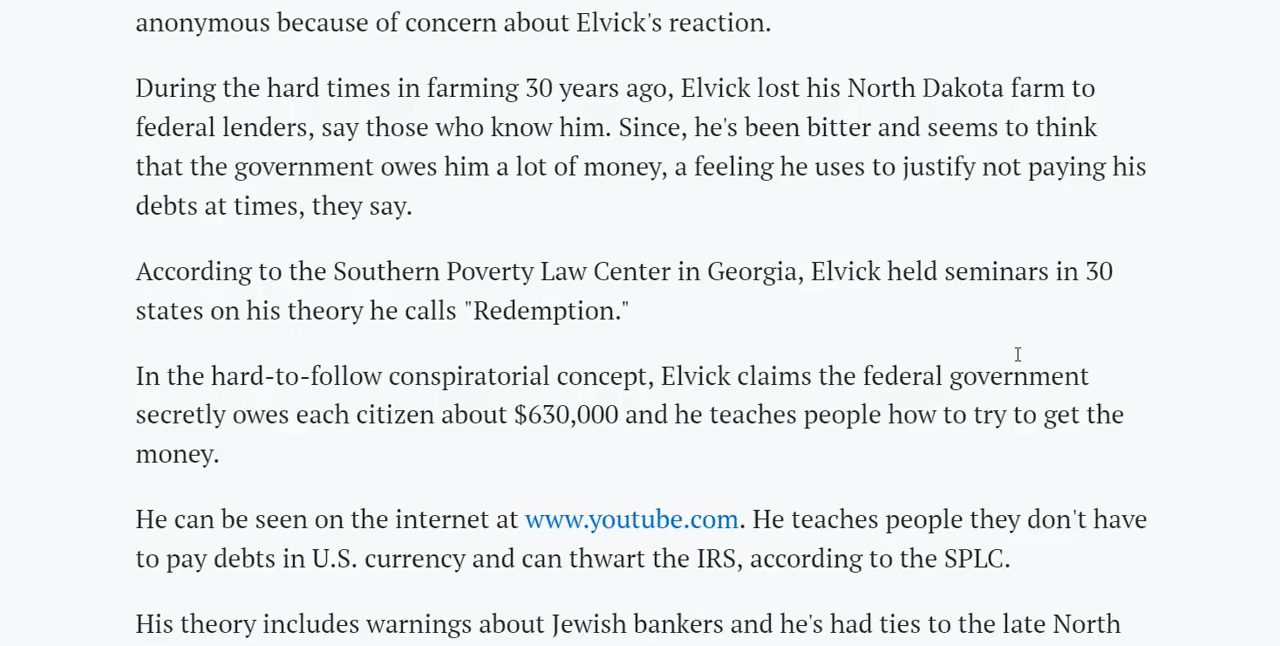 anonymous because of concern about Elvick's reaction.
During the hard times in farming 30 years ago, Elvick lost his North Dakota farm to
federal lenders, say those who know him. Since, he's been bitter and seems to think
that the government owes him a lot of money, a feeling he uses to justify not paying his
debts at times, they say.
According to the Southern Poverty Law Center in Georgia, Elvick held seminars in 30
states on his theory he calls "Redemption."
In the hard-to-follow conspiratorial concept, Elvick claims the federal government
secretly owes each citizen about $630,000 and he teaches people how to try to get the
money.
He can be seen on the internet at www.youtube.com. He teaches people they don't have
to pay debts in U.S. currency and can thwart the IRS, according to the SPLC.
His theory includes warnings about Jewish bankers and he's had ties to the late North